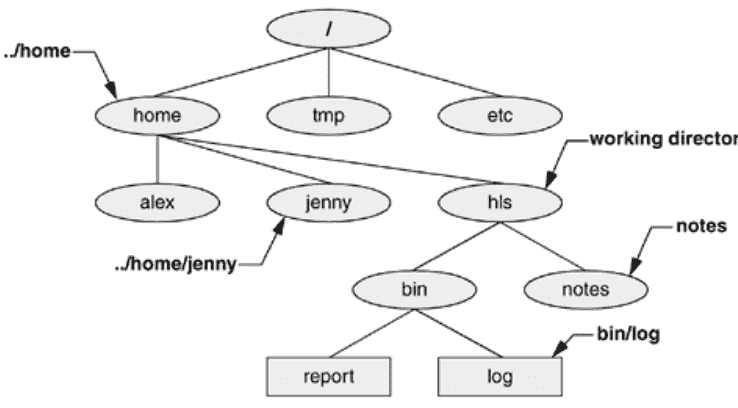 /
../home
home
tmp
etc
working director
alex
jenny
hls
notes
../home/jenny
bin
notes
bin/log
report
log